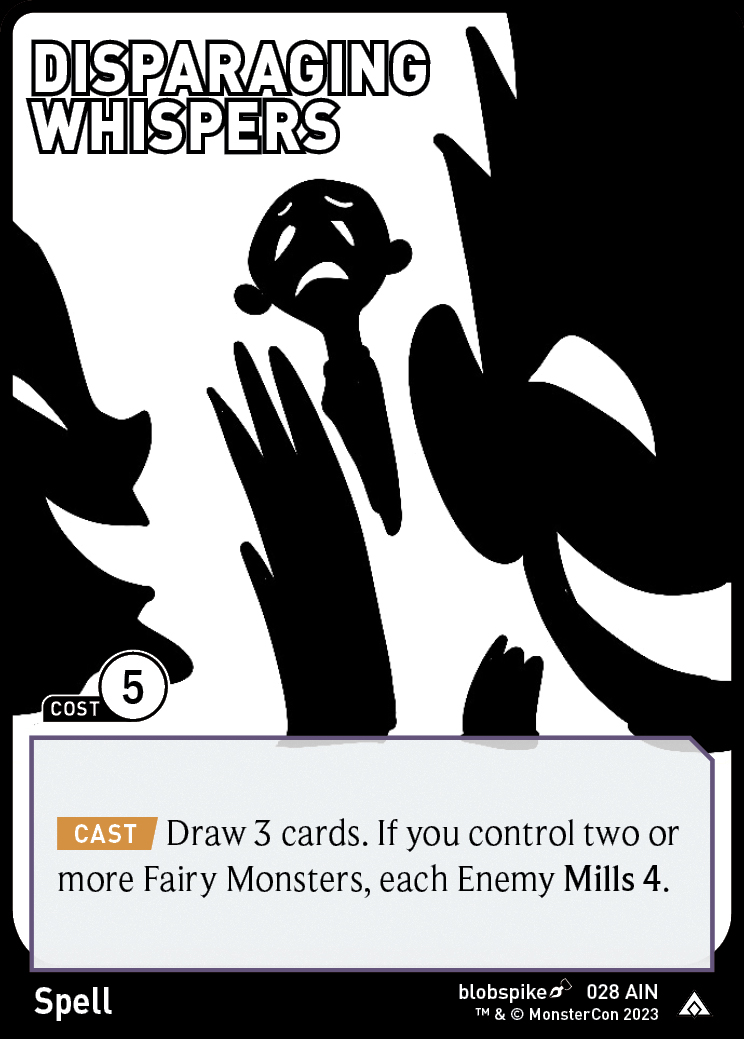 DISPARAGING
WHISPERS
COST 5
CAST Draw 3 cards. If you control two or
more Fairy Monsters, each Enemy Mills 4.
Spell
blobspike 028 AIN
™ & © MonsterCon 2023